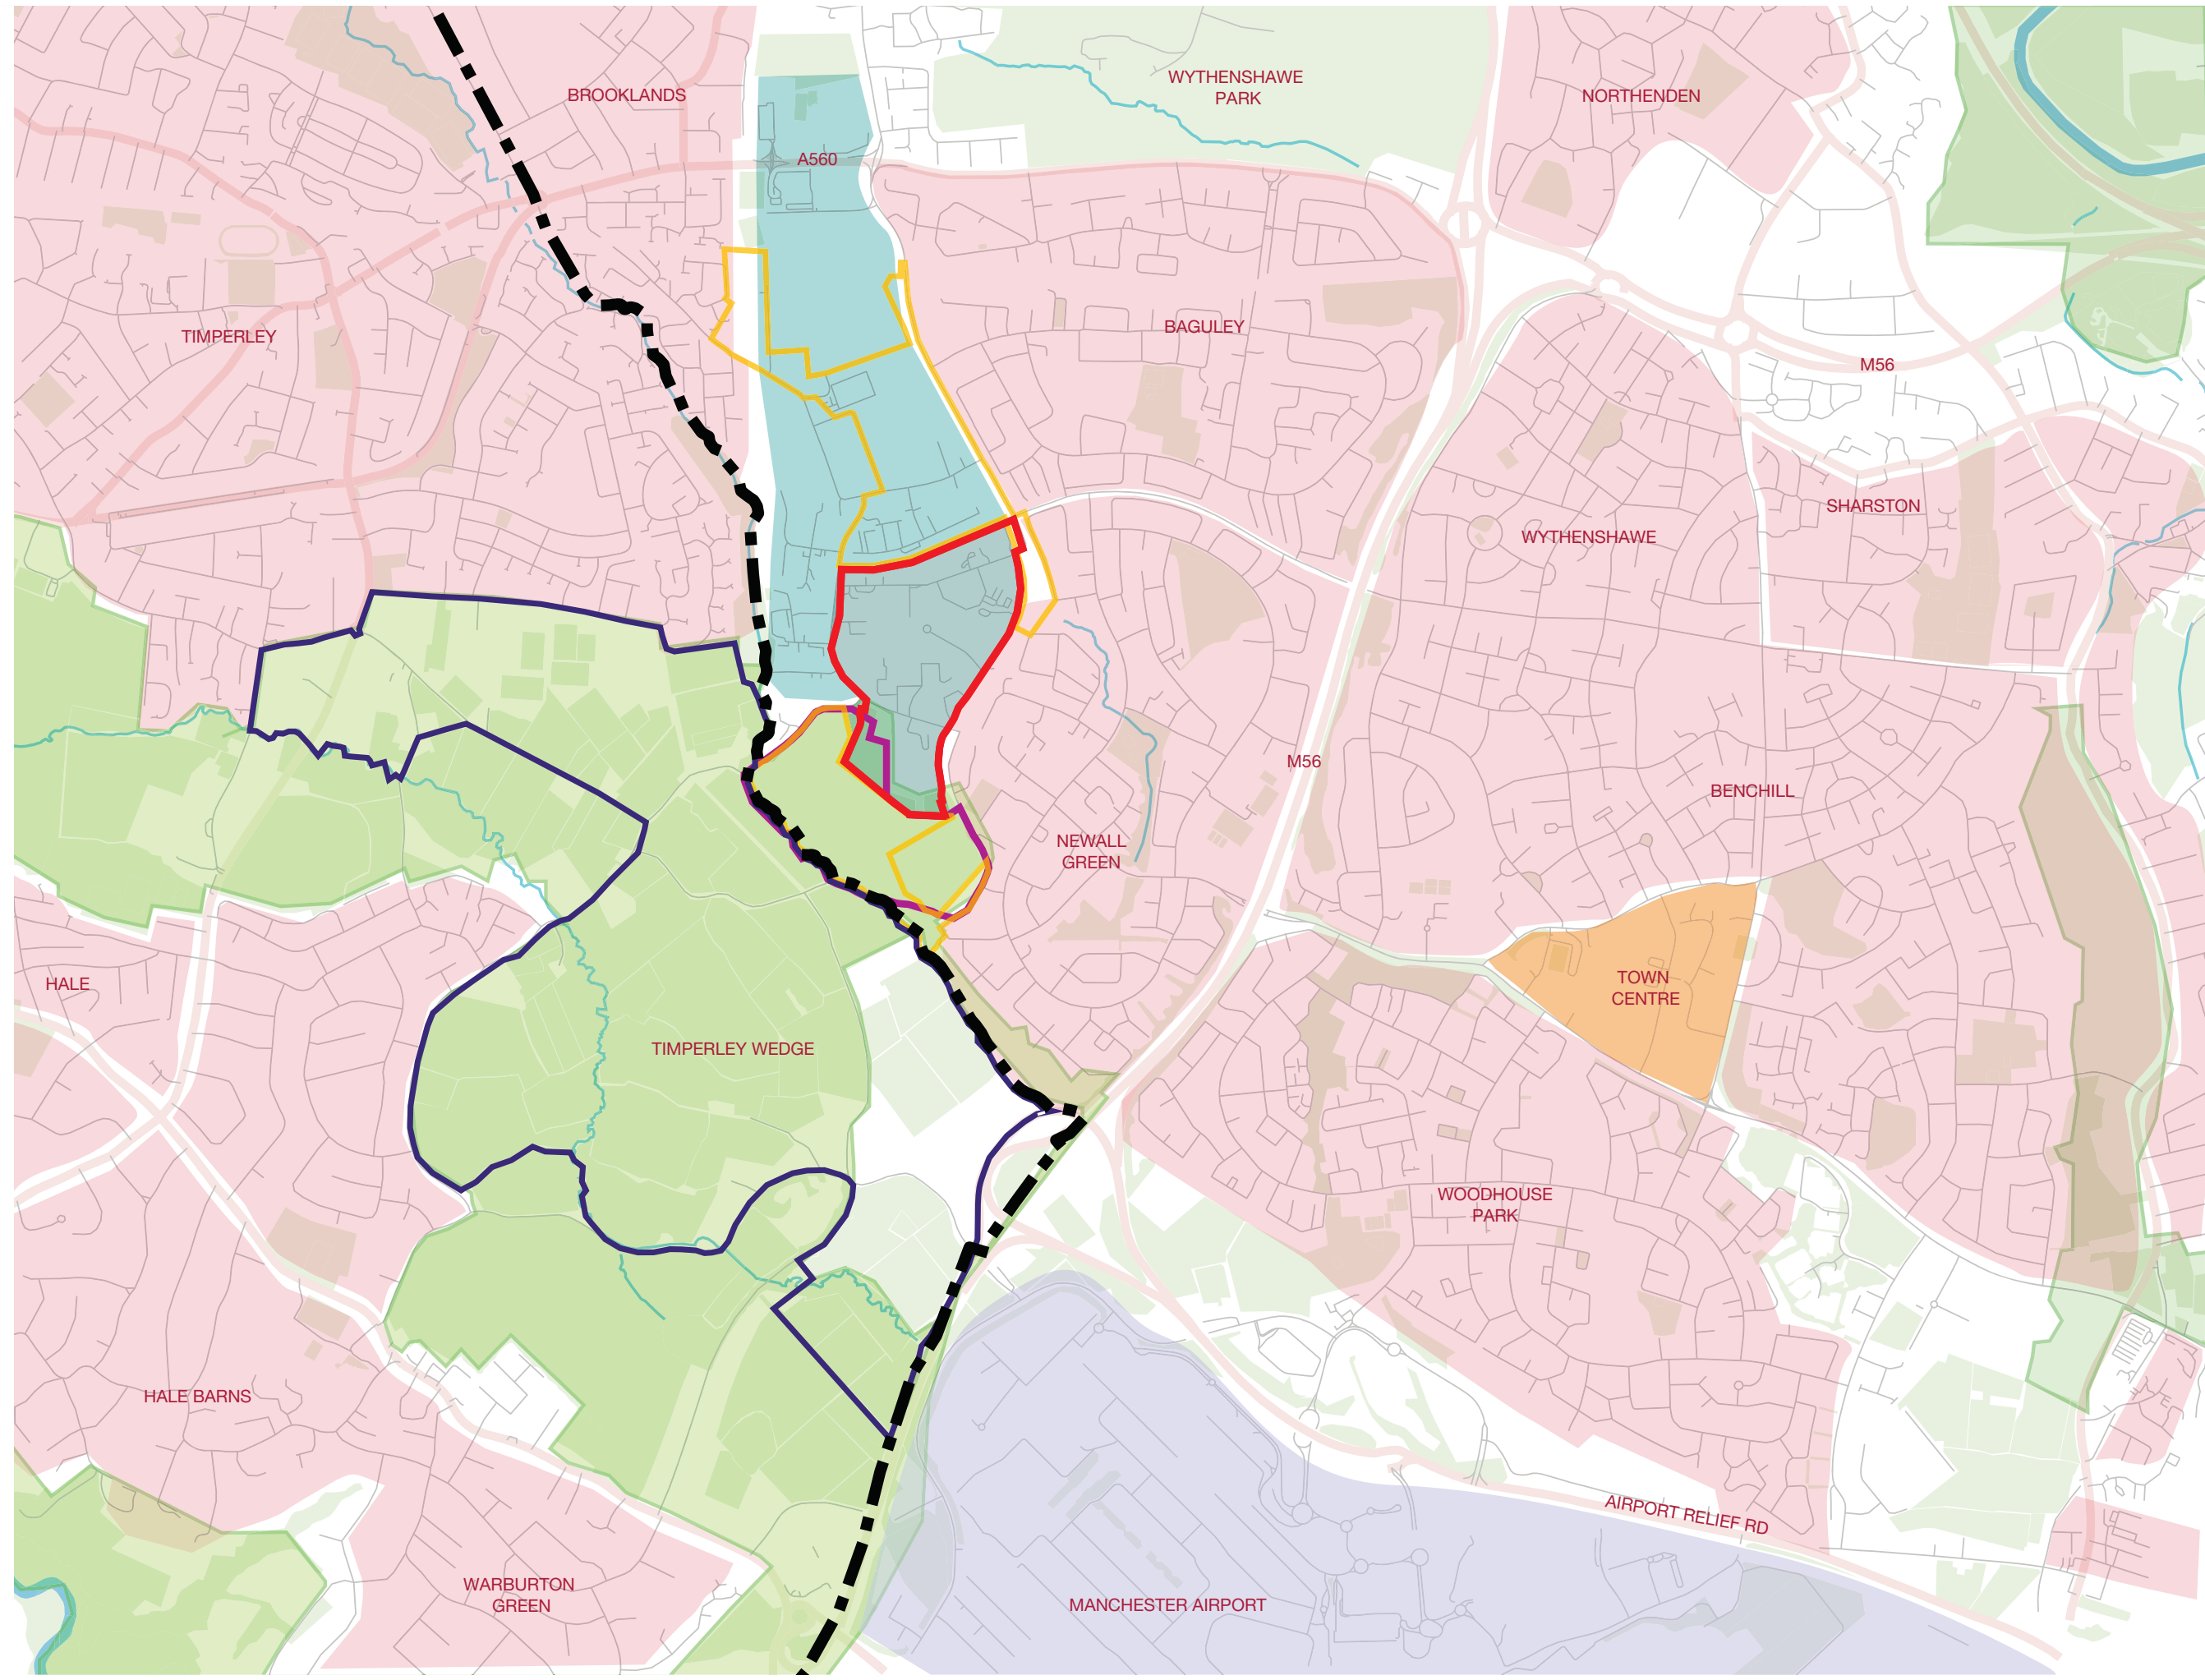 WYTHENSHAWE
PARK
BROOKLANDS
NORTHENDEN
A560
BAGULEY
TIMPERLEY
M56
SHARSTON
WYTHENSHAWE
M56
BENCHILL
NEWALL
GREEN
TOWN
CENTRE
HALE
TIMPERLEY WEDGE
WOODHOUSE
PARK
HALE BARNS
AIRPORT RELIEF RD
WARBURTON
GREEN
MANCHESTER AIRPORT